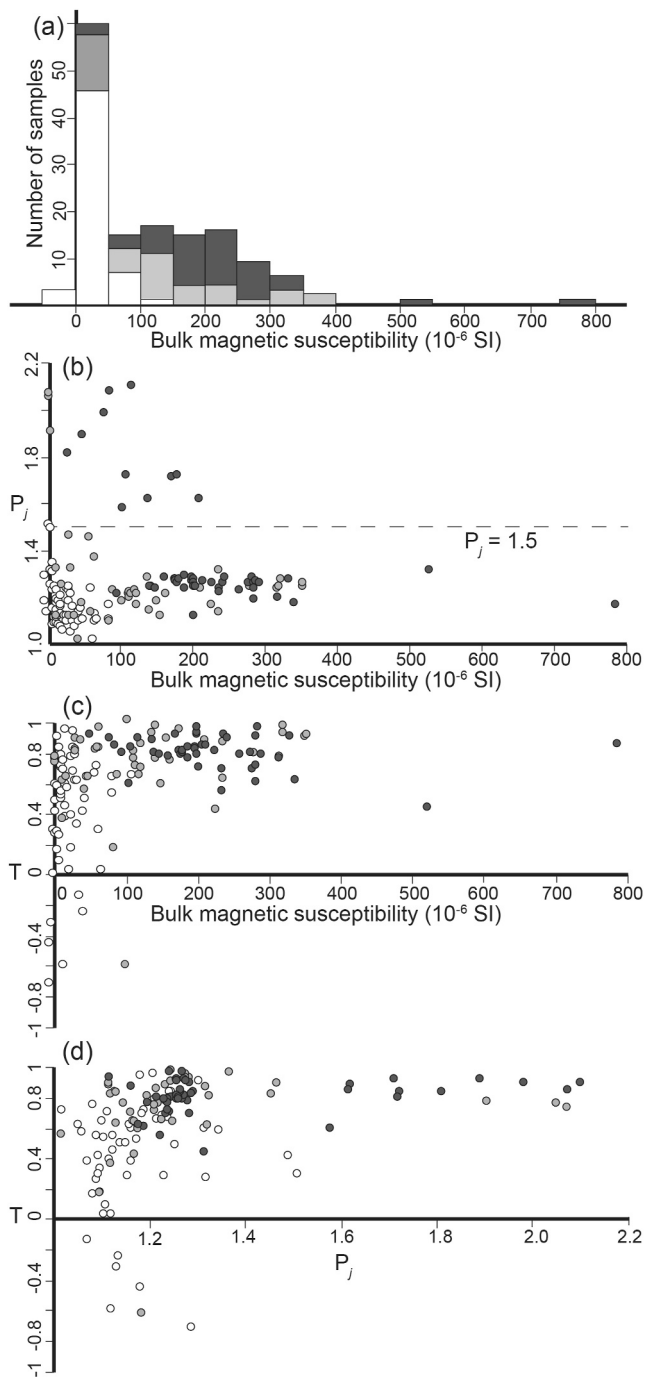 (a)
Number of samples
50
40
30
20
10
0 100 200 300 400 500 600 700 800
Bulk magnetic susceptibility (10⁻⁶ SI)
(b)
2.2
1.8
Pj
1.4
1.0
Pj = 1.5
0 100 200 300 400 500 600 700 800
Bulk magnetic susceptibility (10⁻⁶ SI)
(c)
1
0.8
0.4
T 0
0 100 200 300 400 500 600 700 800
Bulk magnetic susceptibility (10⁻⁶ SI)
-0.4
-0.8
-1
(d)
1
0.8
0.4
T 0
1.2 1.4 1.6 1.8 2.0 2.2
Pj
-0.4
-0.8
-1